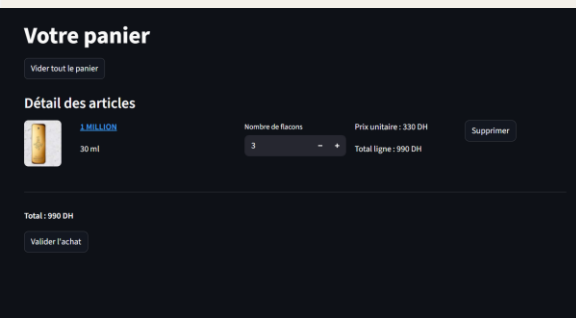 Votre panier
Vider tout le panier
Détail des articles
1 MILLION
30 ml
Nombre de flacons
3 − +
Prix unitaire : 330 DH
Total ligne : 990 DH
Supprimer
Total : 990 DH
Valider l'achat